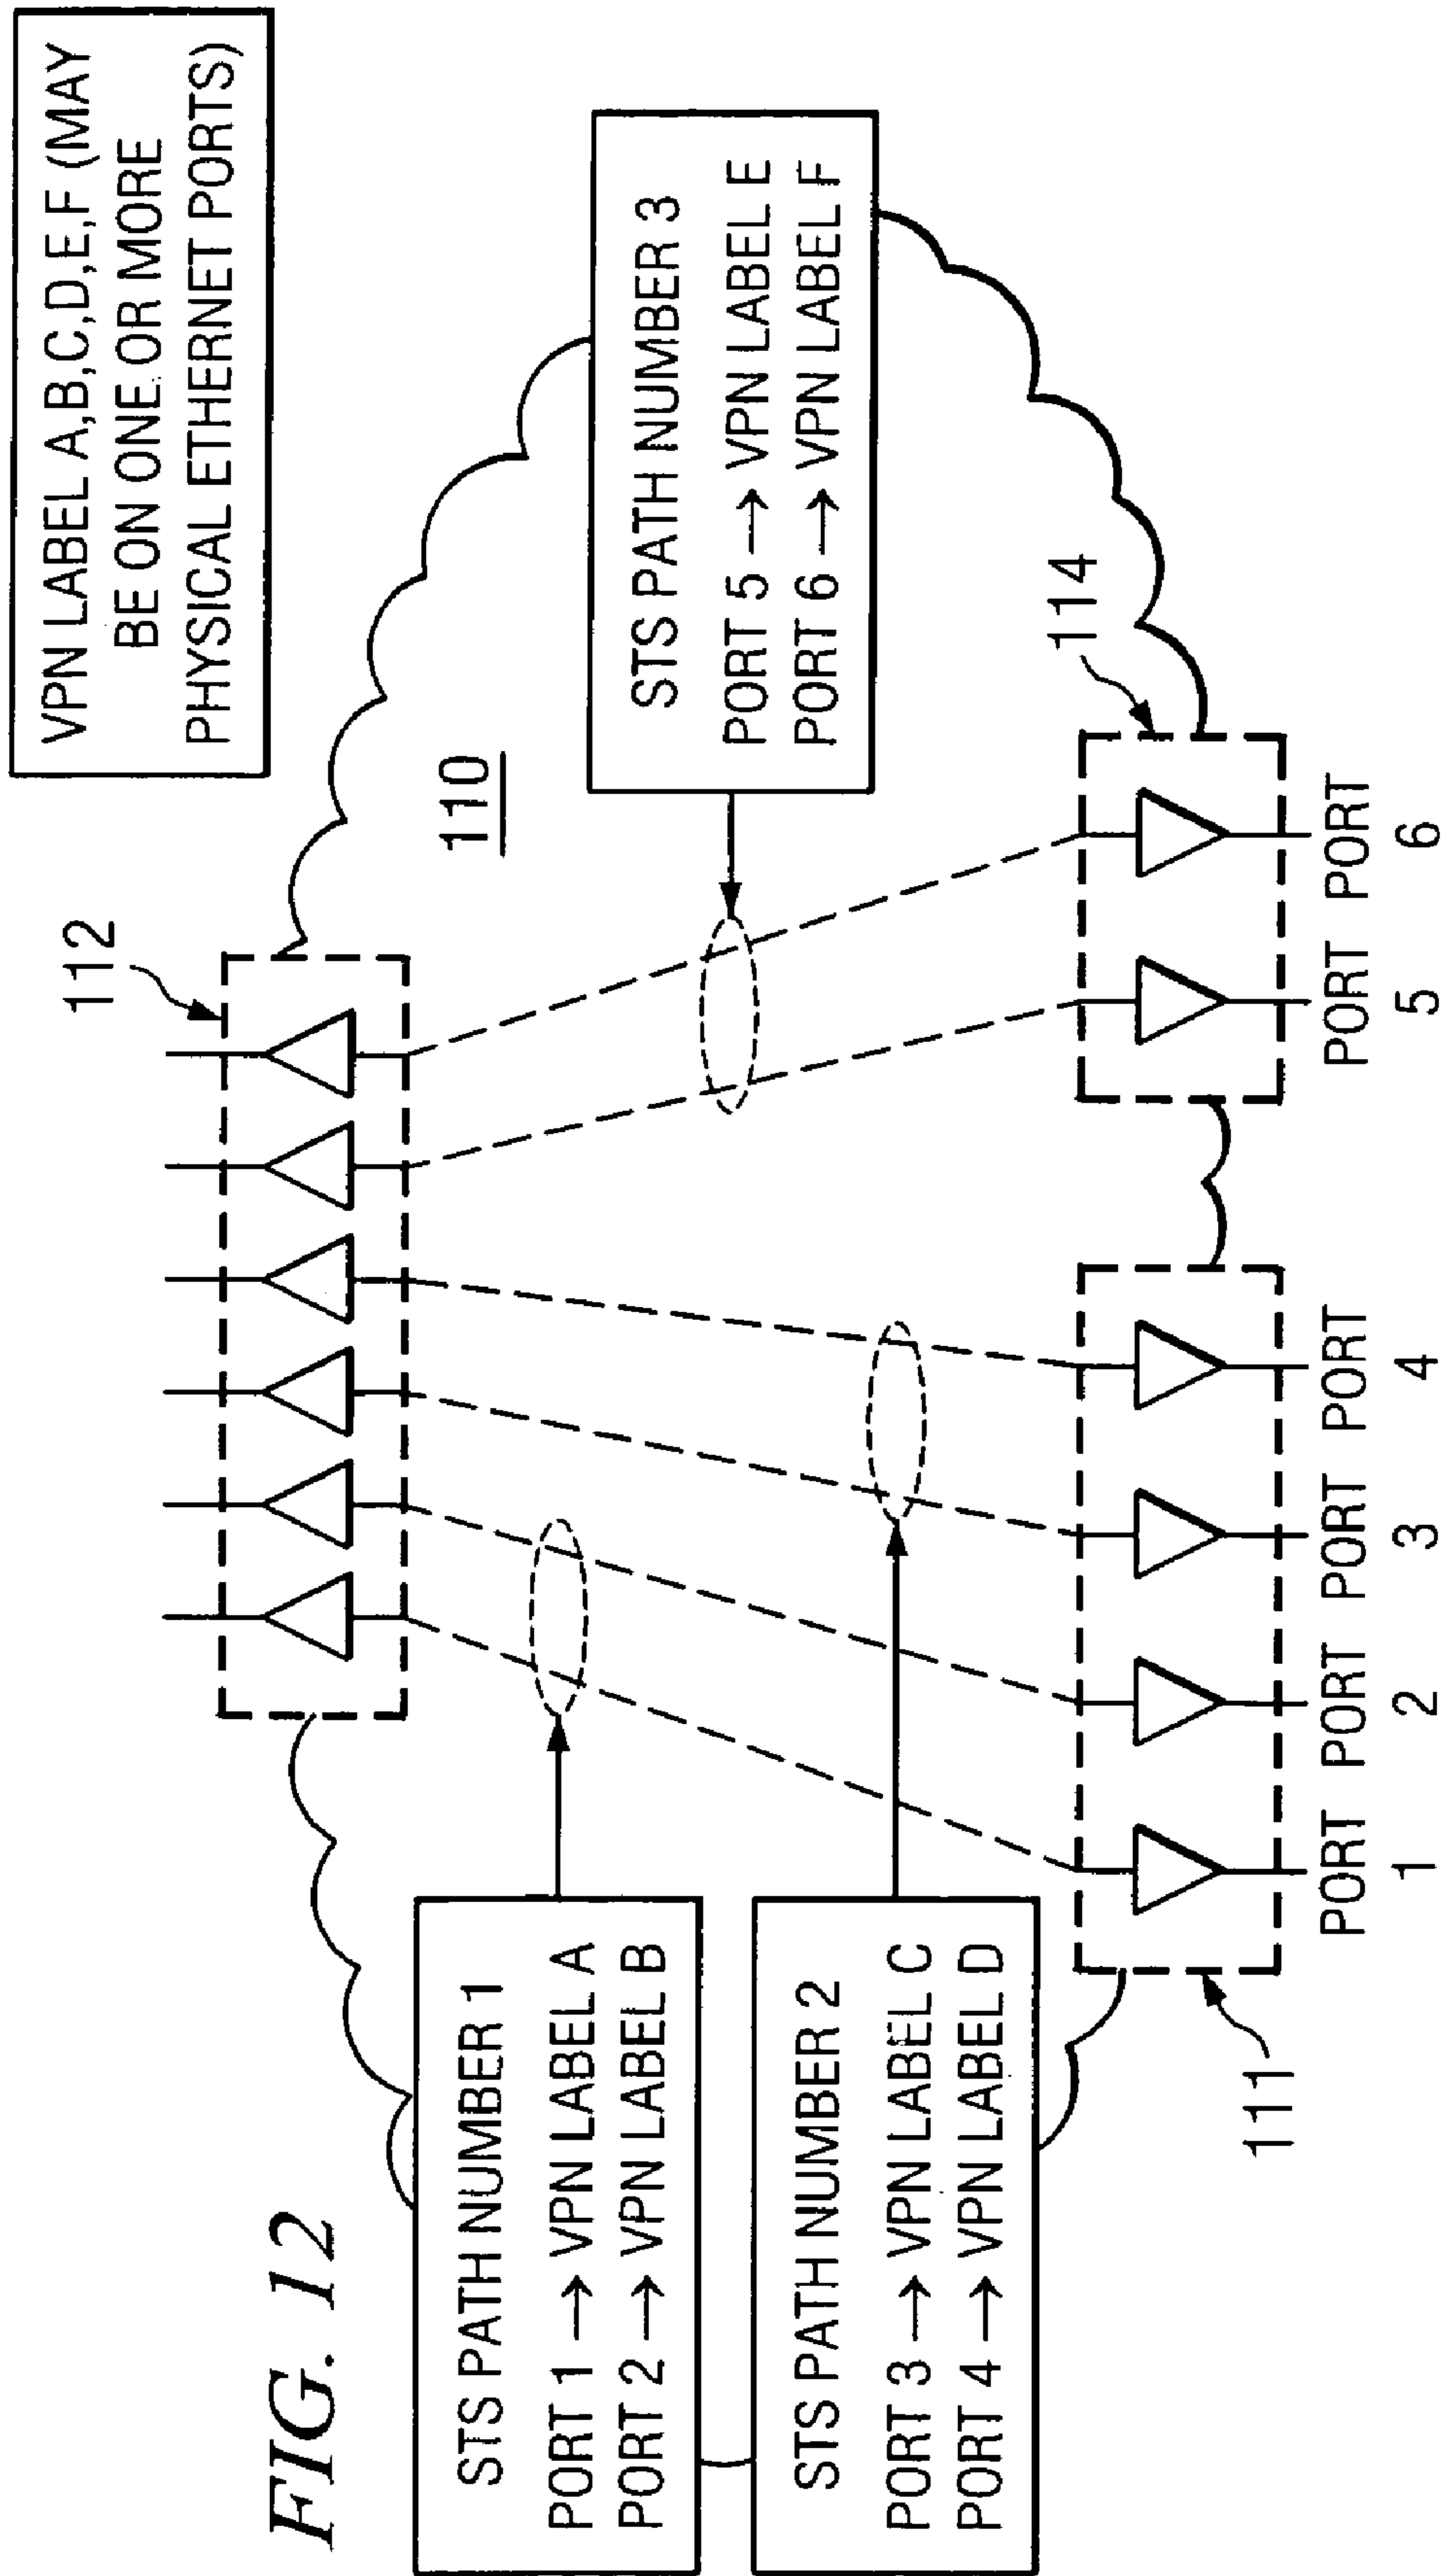 FIG. 12
VPN LABEL A,B,C,D,E,F (MAY
BE ON ONE OR MORE
PHYSICAL ETHERNET PORTS)
112
110
STS PATH NUMBER 1
PORT 1 → VPN LABEL A
PORT 2 → VPN LABEL B
STS PATH NUMBER 2
PORT 3 → VPN LABEL C
PORT 4 → VPN LABEL D
STS PATH NUMBER 3
PORT 5 → VPN LABEL E
PORT 6 → VPN LABEL F
111
114
PORT PORT PORT PORT PORT PORT
1 2 3 4 5 6